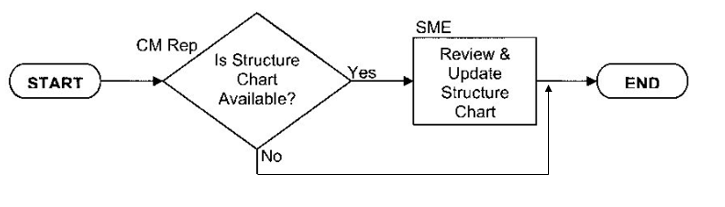 SME
CM Rep
Is Structure
Chart
Available?
Review &
Update
Structure
Chart
START
Yes
END
No